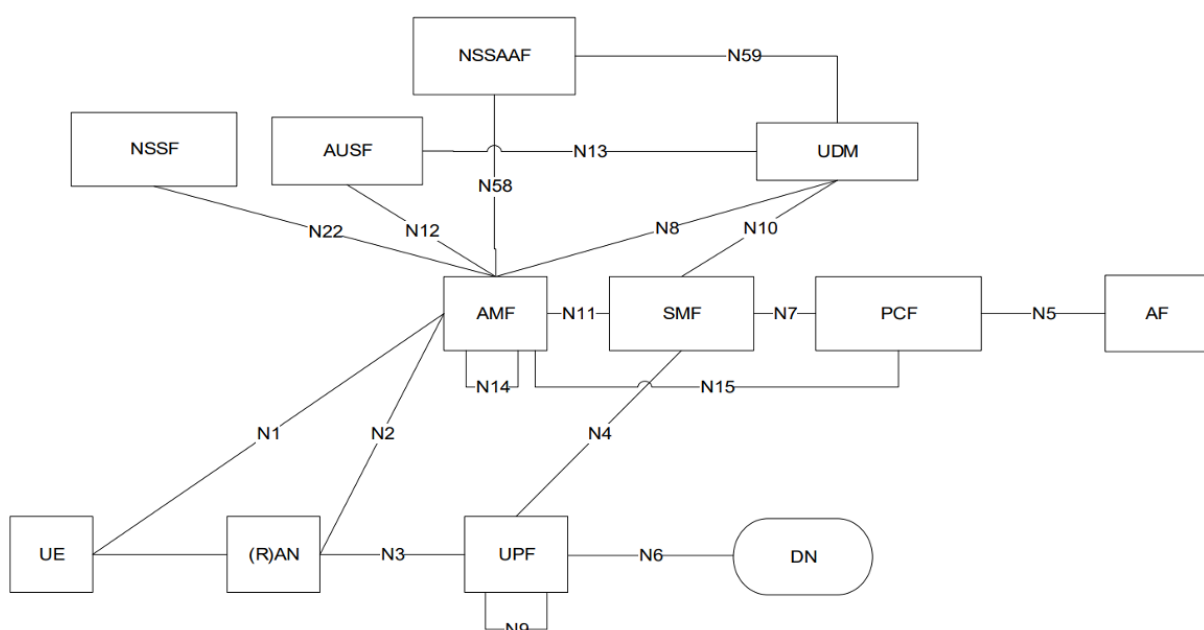 NSSAAF
N59
NSSF
AUSF
N13
UDM
N58
N22
N12
N8
N10
AMF
N11
SMF
N7
PCF
N5
AF
N14
N15
N1
N2
N4
UE
(R)AN
N3
UPF
N6
DN
N9